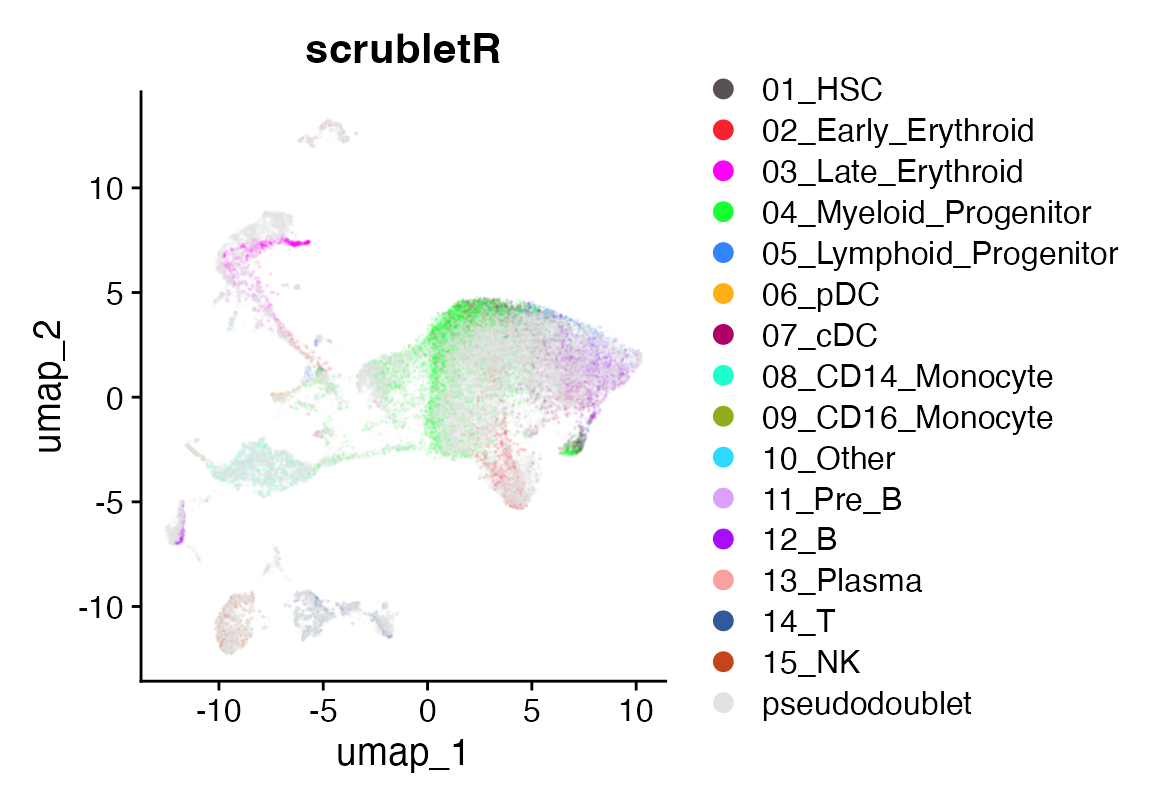 scrubletR
umap_2
10
5
0
-5
-10
-10
-5
0
5
10
umap_1
01_HSC
02_Early_Erythroid
03_Late_Erythroid
04_Myeloid_Progenitor
05_Lymphoid_Progenitor
06_pDC
07_cDC
08_CD14_Monocyte
09_CD16_Monocyte
10_Other
11_Pre_B
12_B
13_Plasma
14_T
15_NK
pseudodoublet